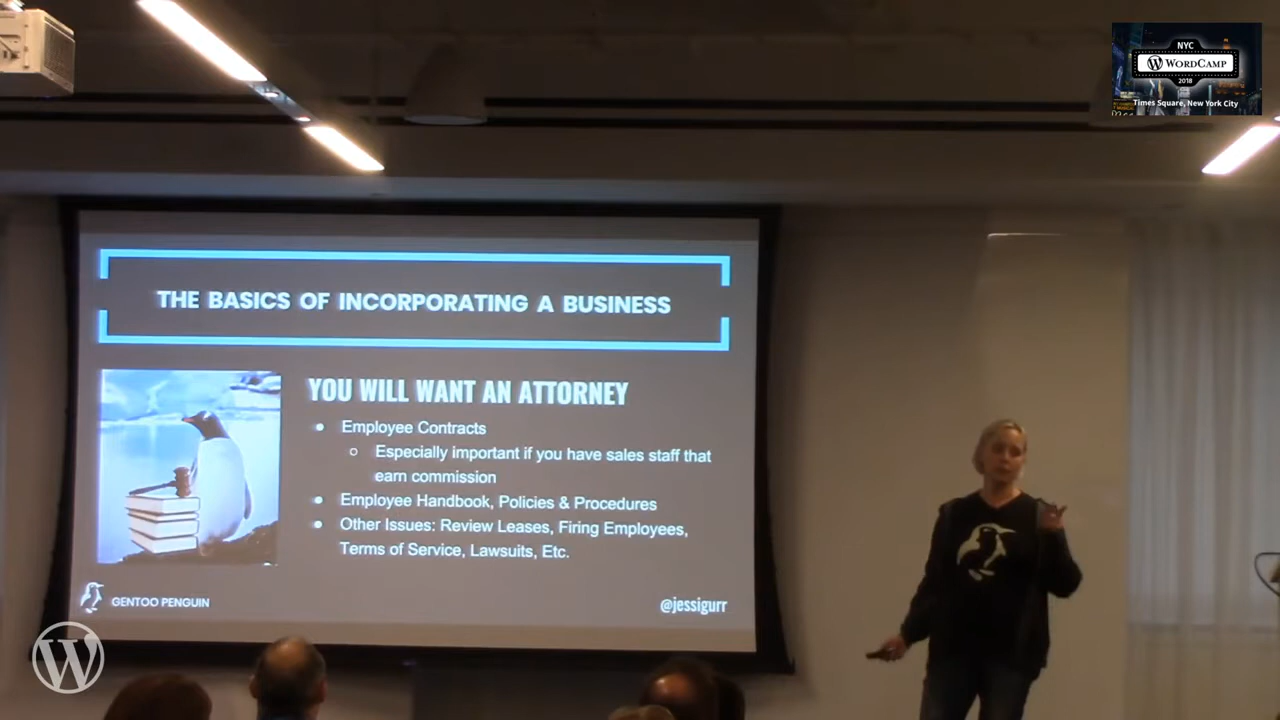 NYC
WORDCAMP
2018
Times Square, New York City
THE BASICS OF INCORPORATING A BUSINESS
YOU WILL WANT AN ATTORNEY
• Employee Contracts
○ Especially important if you have sales staff that
earn commission
• Employee Handbook, Policies & Procedures
• Other Issues: Review Leases, Firing Employees,
Terms of Service, Lawsuits, Etc.
GENTOO PENGUIN
@jessigurr